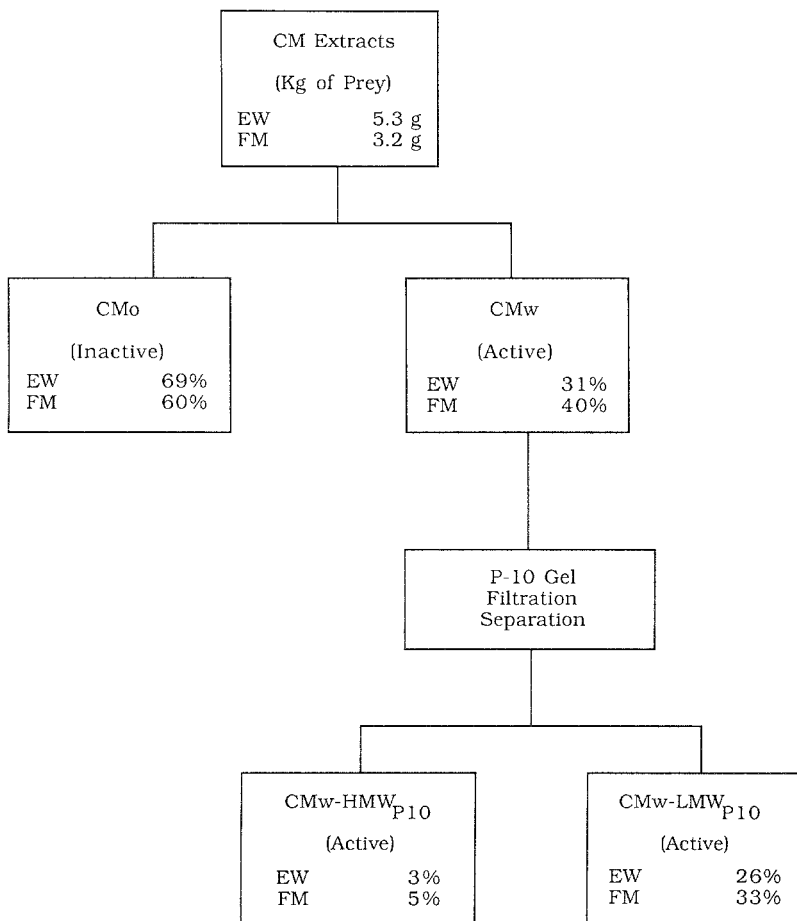 CM Extracts
(Kg of Prey)
EW 5.3 g
FM 3.2 g
CMo
(Inactive)
EW 69%
FM 60%
CMw
(Active)
EW 31%
FM 40%
P-10 Gel
Filtration
Separation
CMw-HMWP10
(Active)
EW 3%
FM 5%
CMw-LMWP10
(Active)
EW 26%
FM 33%